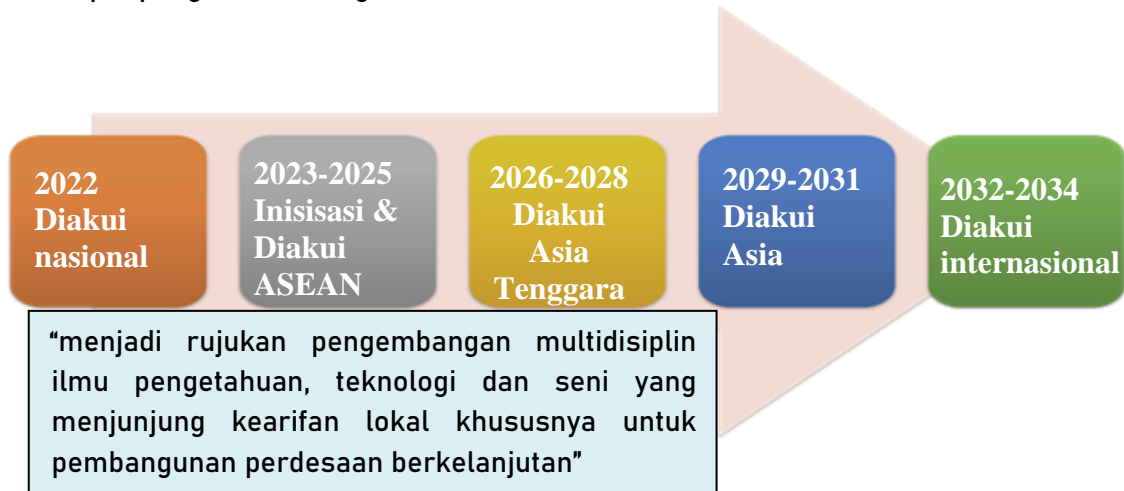 2022
Diakui
nasional
2023-2025
Inisisasi &
Diakui
ASEAN
2026-2028
Diakui
Asia
Tenggara
2029-2031
Diakui
Asia
2032-2034
Diakui
internasional
“menjadi rujukan pengembangan multidisiplin
ilmu pengetahuan, teknologi dan seni yang
menjunjung kearifan lokal khususnya untuk
pembangunan perdesaan berkelanjutan”